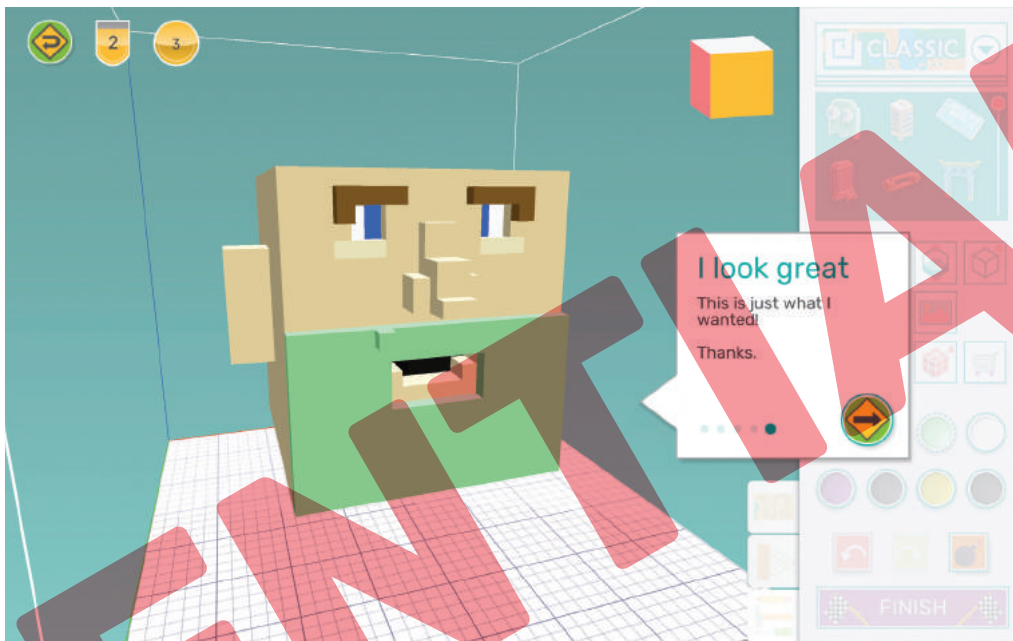 2
3
CLASSIC
I look great
This is just what I
wanted!
Thanks.
FINISH